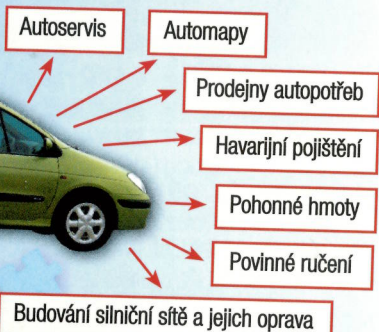 Autoservis
Automapy
Prodejny autopotřeb
Havarijní pojištění
Pohonné hmoty
Povinné ručení
Budování silniční sítě a jejich oprava